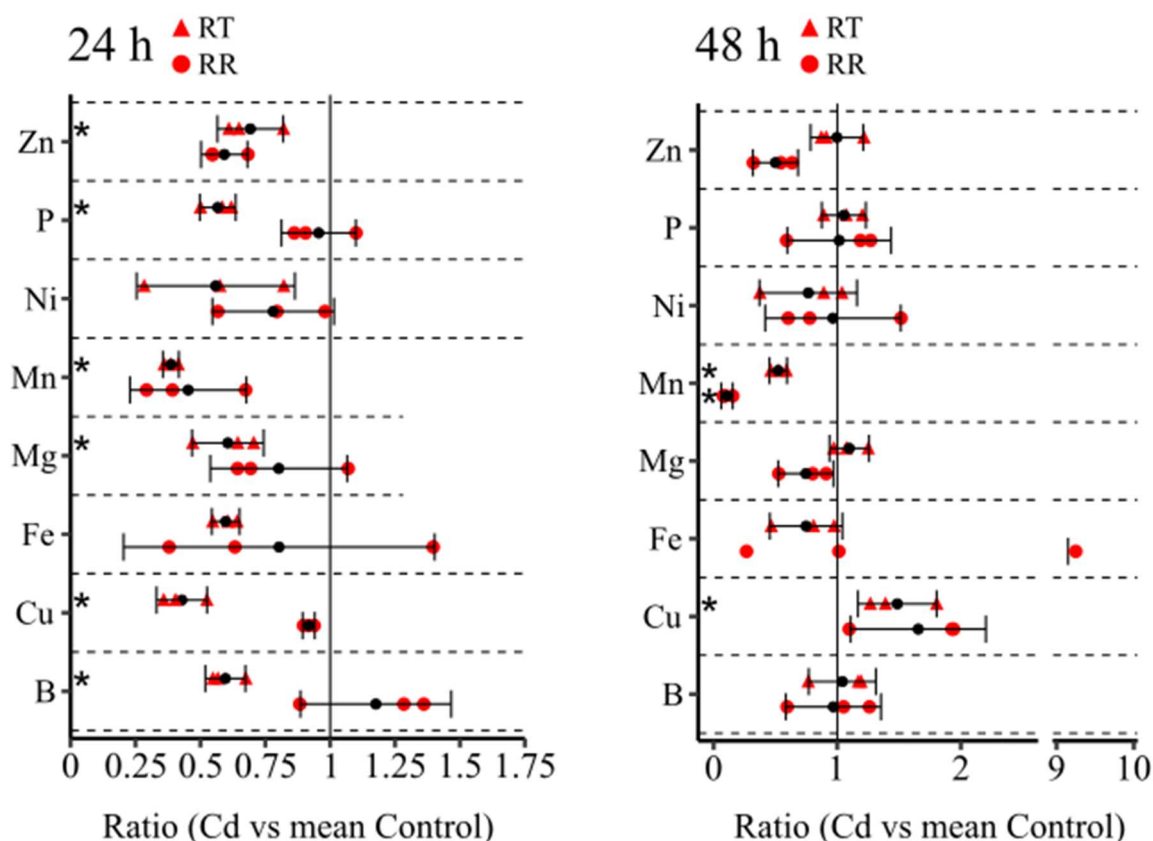 24 h
RT
RR
Zn *
P *
Ni
Mn *
Mg *
Fe
Cu *
B *
0 0.25 0.5 0.75 1 1.25 1.5 1.75
Ratio (Cd vs mean Control)
48 h
RT
RR
Zn
P
Ni
*
Mn
*
Mg
Fe
Cu *
B
0 1 2 9 10
Ratio (Cd vs mean Control)